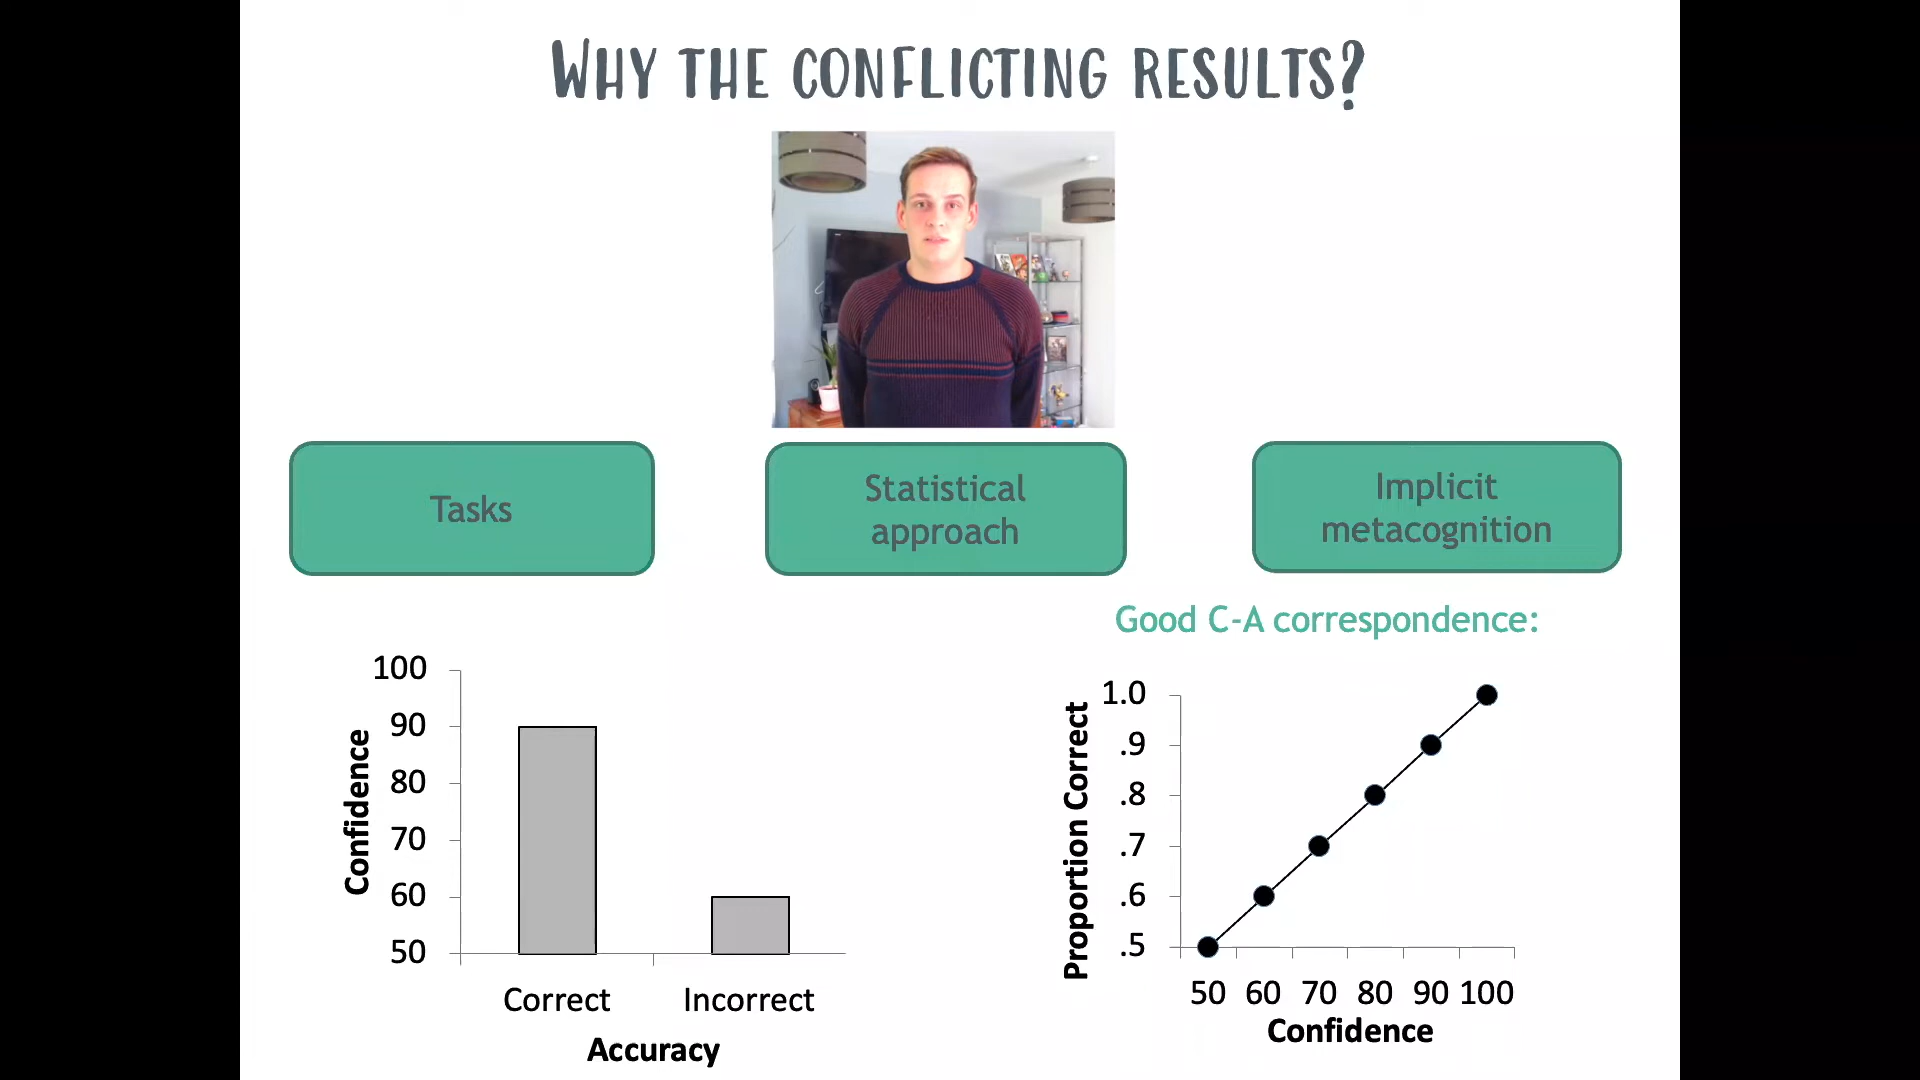 WHY THE CONFLICTING RESULTS?
Tasks
Statistical
approach
Implicit
metacognition
Good C-A correspondence:
100
90
80
70
60
50
Confidence
Correct Incorrect
Accuracy
1.0
.9
.8
.7
.6
.5
Proportion Correct
50 60 70 80 90 100
Confidence